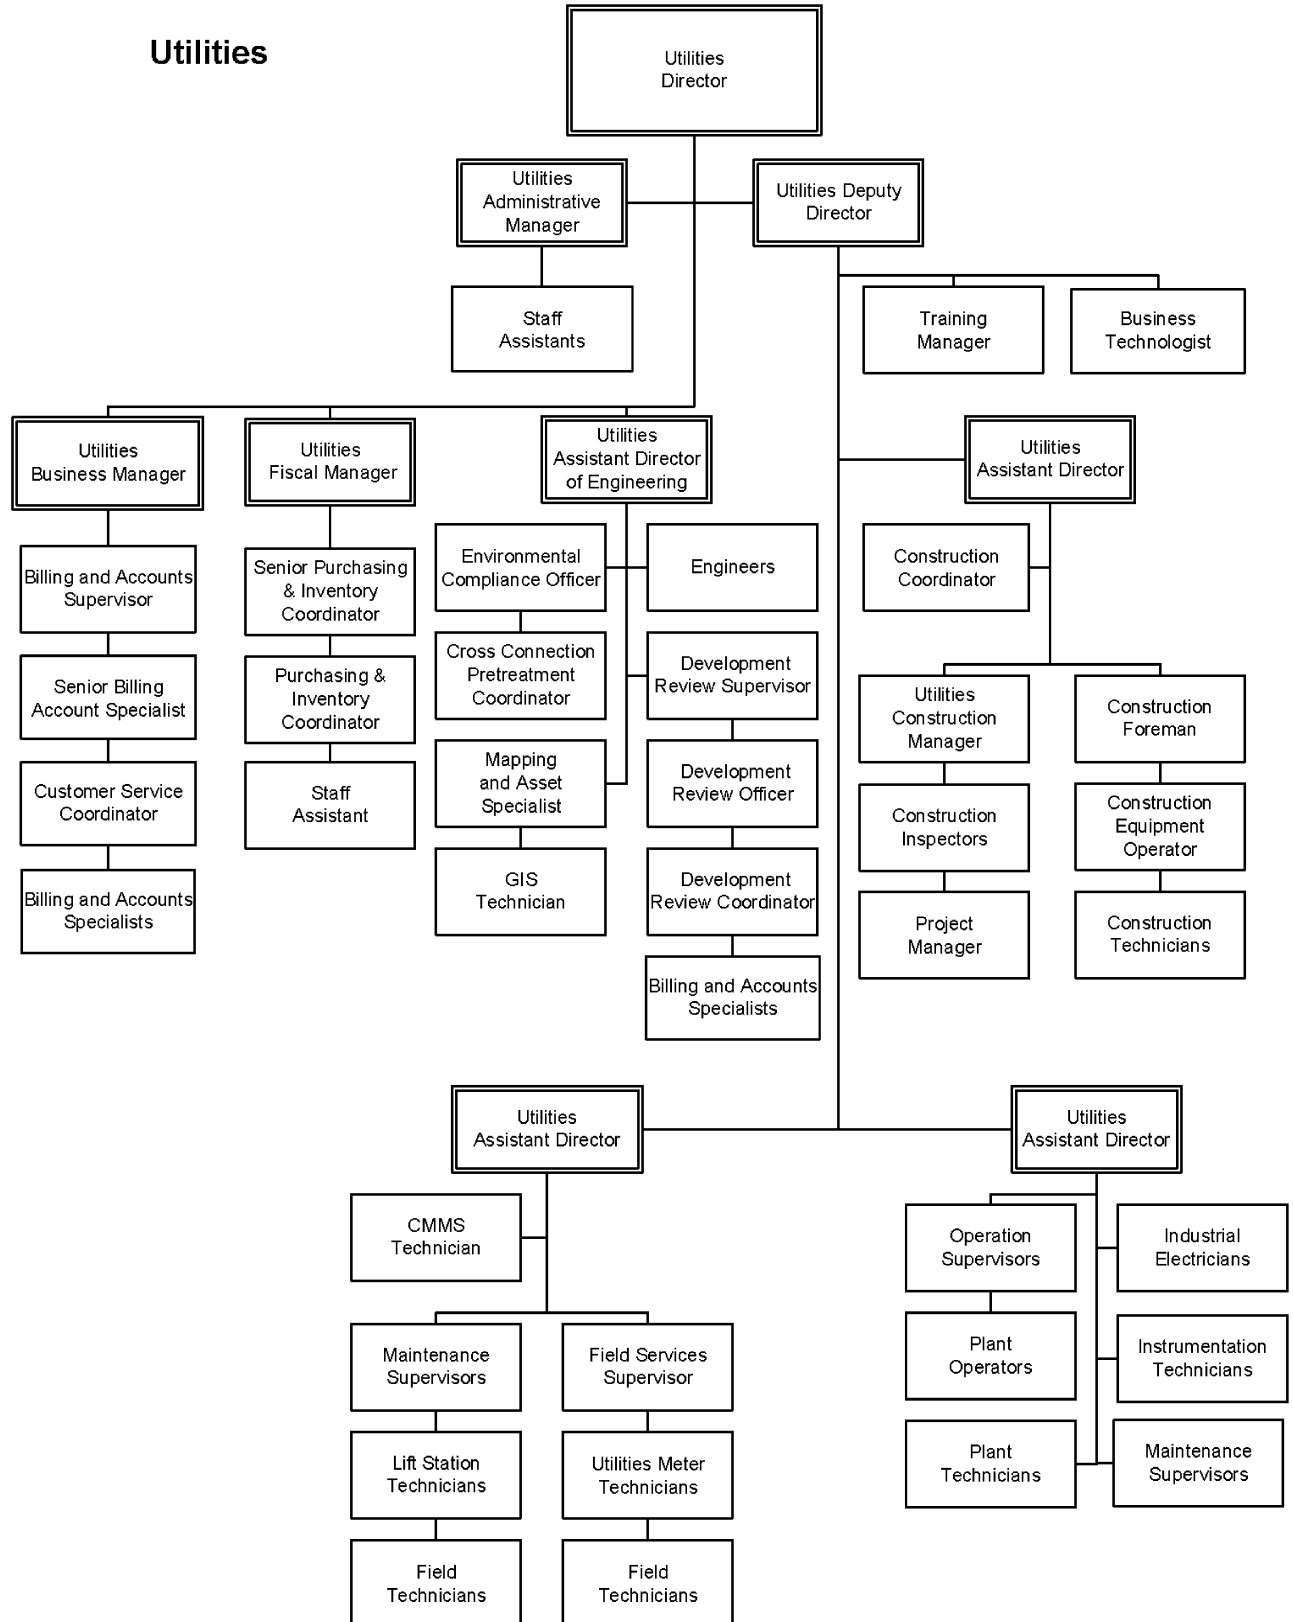 Utilities
Utilities
Director
Utilities
Administrative
Manager
Utilities Deputy
Director
Staff
Assistants
Training
Manager
Business
Technologist
Utilities
Business Manager
Utilities
Fiscal Manager
Utilities
Assistant Director
of Engineering
Utilities
Assistant Director
Billing and Accounts
Supervisor
Senior Purchasing
& Inventory
Coordinator
Environmental
Compliance Officer
Engineers
Construction
Coordinator
Senior Billing
Account Specialist
Purchasing &
Inventory
Coordinator
Cross Connection
Pretreatment
Coordinator
Development
Review Supervisor
Utilities
Construction
Manager
Construction
Foreman
Customer Service
Coordinator
Staff
Assistant
Mapping
and Asset
Specialist
Development
Review Officer
Construction
Inspectors
Construction
Equipment
Operator
Billing and Accounts
Specialists
GIS
Technician
Development
Review Coordinator
Project
Manager
Construction
Technicians
Billing and Accounts
Specialists
Utilities
Assistant Director
Utilities
Assistant Director
CMMS
Technician
Operation
Supervisors
Industrial
Electricians
Maintenance
Supervisors
Field Services
Supervisor
Plant
Operators
Instrumentation
Technicians
Lift Station
Technicians
Utilities Meter
Technicians
Plant
Technicians
Maintenance
Supervisors
Field
Technicians
Field
Technicians